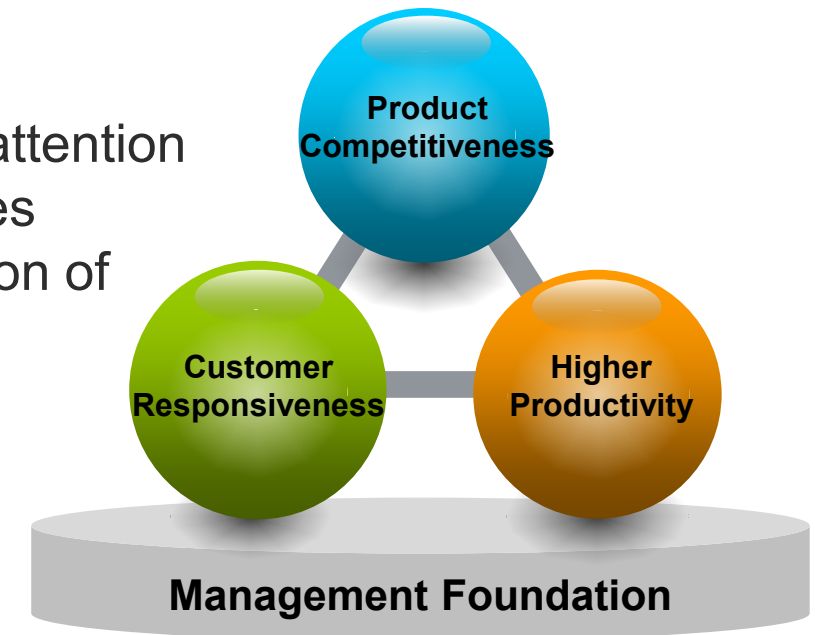 Product
Competitiveness
attention
es
on of
Customer
Responsiveness
Higher
Productivity
Management Foundation